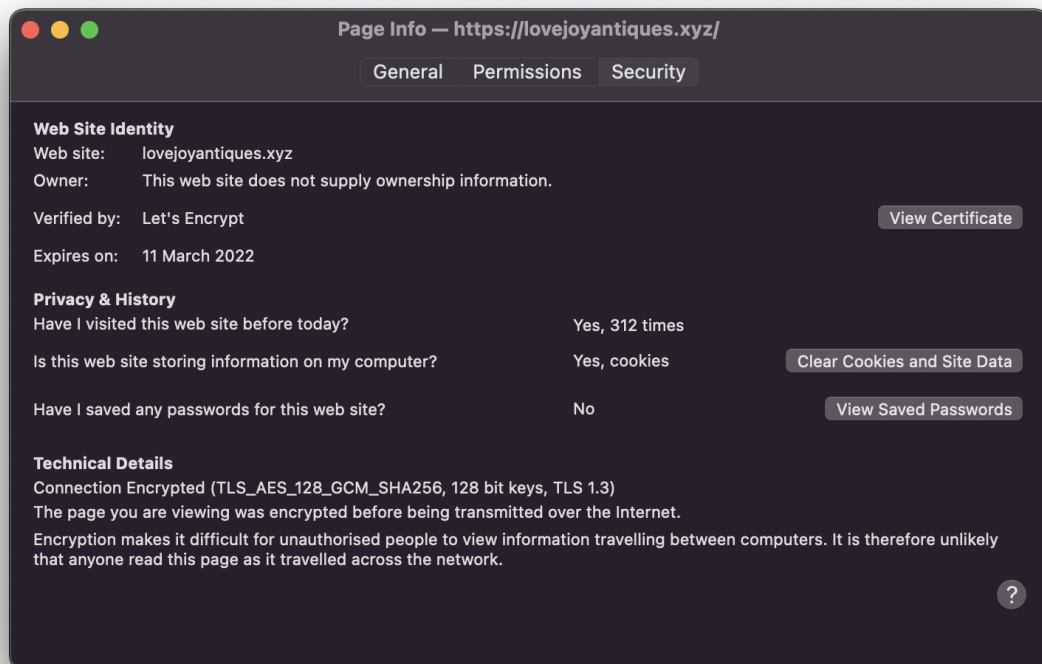 Page Info — https://lovejoyantiques.xyz/
General Permissions Security
Web Site Identity
Web site: lovejoyantiques.xyz
Owner: This web site does not supply ownership information.
Verified by: Let's Encrypt View Certificate
Expires on: 11 March 2022
Privacy & History
Have I visited this web site before today? Yes, 312 times
Is this web site storing information on my computer? Yes, cookies Clear Cookies and Site Data
Have I saved any passwords for this web site? No View Saved Passwords
Technical Details
Connection Encrypted (TLS_AES_128_GCM_SHA256, 128 bit keys, TLS 1.3)
The page you are viewing was encrypted before being transmitted over the Internet.
Encryption makes it difficult for unauthorised people to view information travelling between computers. It is therefore unlikely
that anyone read this page as it travelled across the network.
?